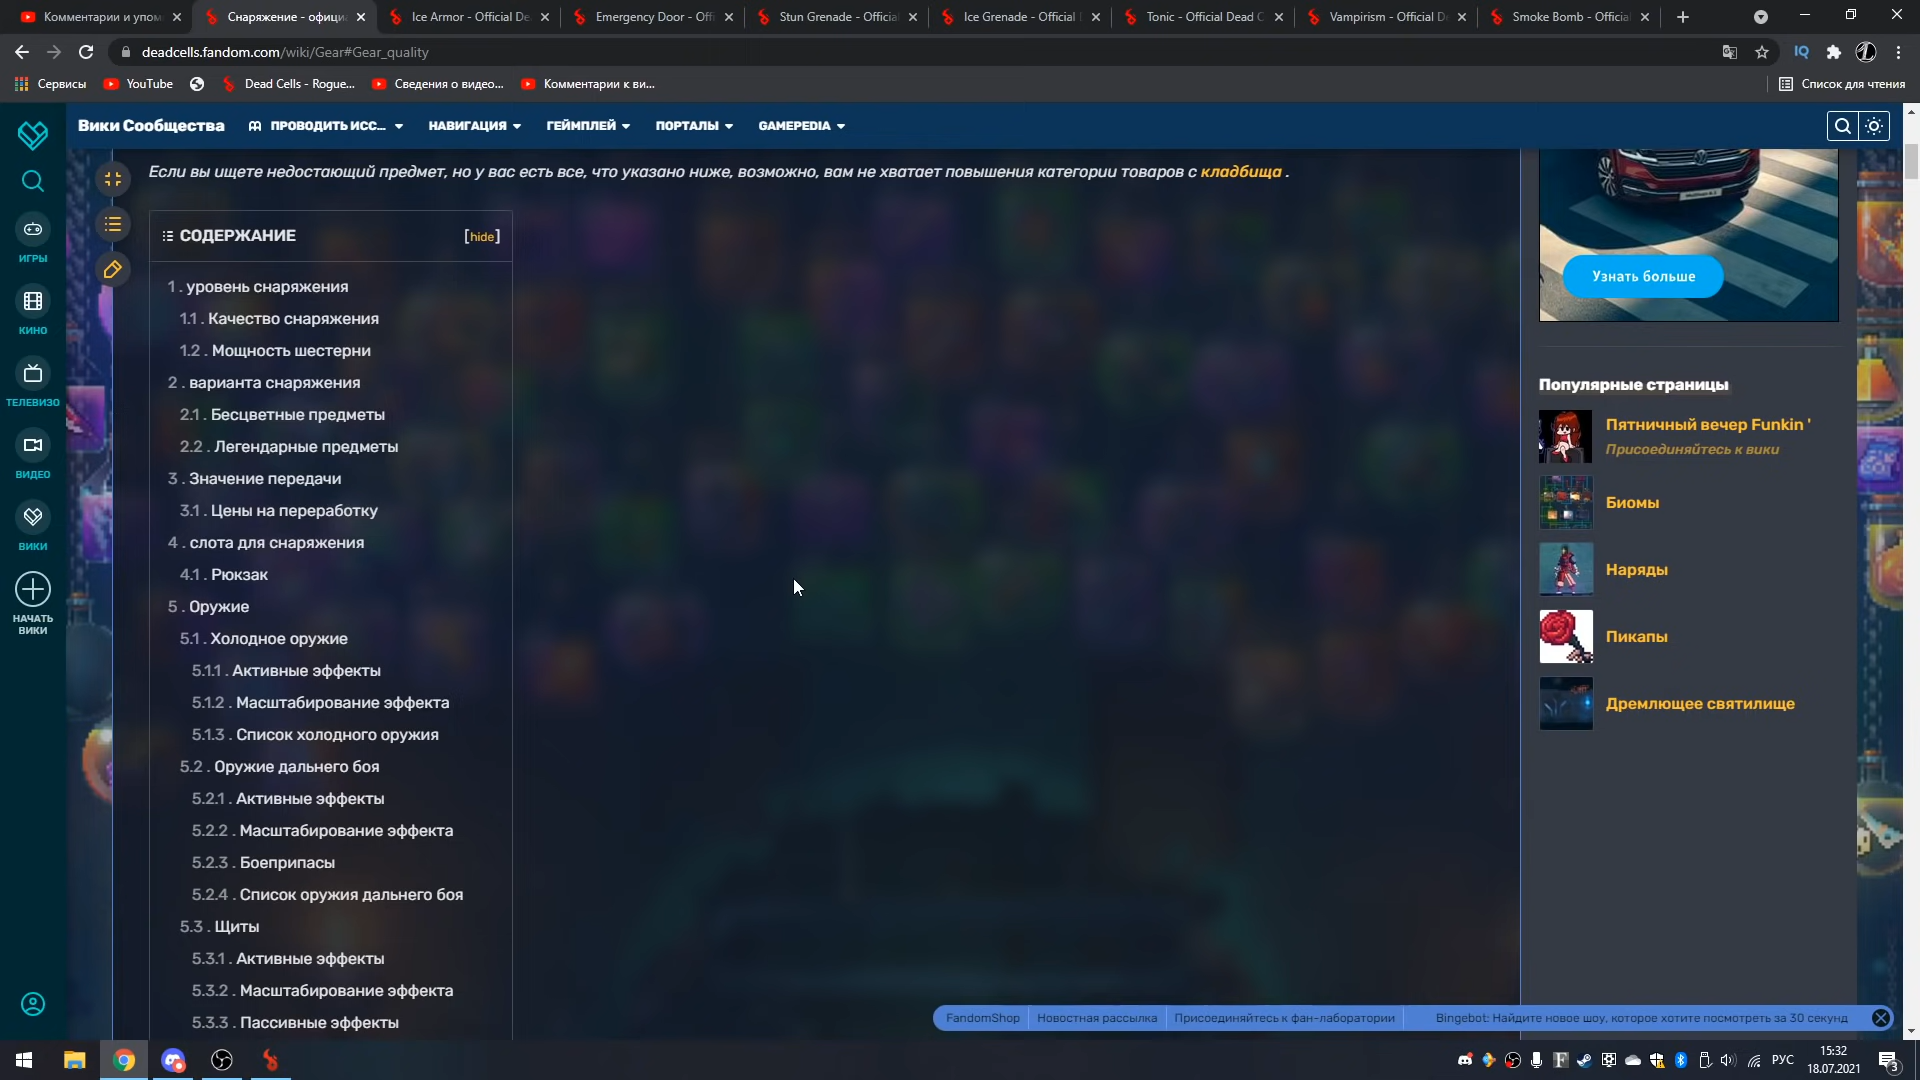 Комментарии и упом
Снаряжение - официа
Ice Armor - Official De
Emergency Door - Offi
Stun Grenade - Official
Ice Grenade - Official
Tonic - Official Dead C
Vampirism - Official D
Smoke Bomb - Official
deadcells.fandom.com/wiki/Gear#Gear_quality
Сервисы
YouTube
Dead Cells - Rogue...
Сведения о видео...
Комментарии к ви...
Список для чтения
Вики Сообщества
ПРОВОДИТЬ ИСС...
НАВИГАЦИЯ
ГЕЙМПЛЕЙ
ПОРТАЛЫ
GAMEPEDIA
ИГРЫ
КИНО
ТЕЛЕВИЗО
ВИДЕО
ВИКИ
НАЧАТЬ
ВИКИ
Если вы ищете недостающий предмет, но у вас есть все, что указано ниже, возможно, вам не хватает повышения категории товаров с кладбища .
СОДЕРЖАНИЕ [hide]
1 . уровень снаряжения
1.1 . Качество снаряжения
1.2 . Мощность шестерни
2 . варианта снаряжения
2.1 . Бесцветные предметы
2.2 . Легендарные предметы
3 . Значение передачи
3.1 . Цены на переработку
4 . слота для снаряжения
4.1 . Рюкзак
5 . Оружие
5.1 . Холодное оружие
5.1.1 . Активные эффекты
5.1.2 . Масштабирование эффекта
5.1.3 . Список холодного оружия
5.2 . Оружие дальнего боя
5.2.1 . Активные эффекты
5.2.2 . Масштабирование эффекта
5.2.3 . Боеприпасы
5.2.4 . Список оружия дальнего боя
5.3 . Щиты
5.3.1 . Активные эффекты
5.3.2 . Масштабирование эффекта
5.3.3 . Пассивные эффекты
Узнать больше
Популярные страницы
Пятничный вечер Funkin '
Присоединяйтесь к вики
Биомы
Наряды
Пикапы
Дремлющее святилище
FandomShop
Новостная рассылка
Присоединяйтесь к фан-лаборатории
Bingebot: Найдите новое шоу, которое хотите посмотреть за 30 секунд
РУС
15:32
18.07.2021
3